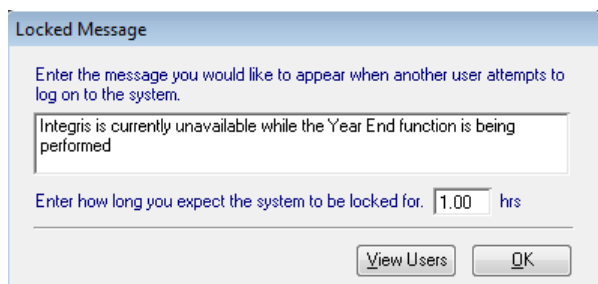 Locked Message
Enter the message you would like to appear when another user attempts to
log on to the system.
Integris is currently unavailable while the Year End function is being
performed
Enter how long you expect the system to be locked for. 1.00 hrs
View Users OK